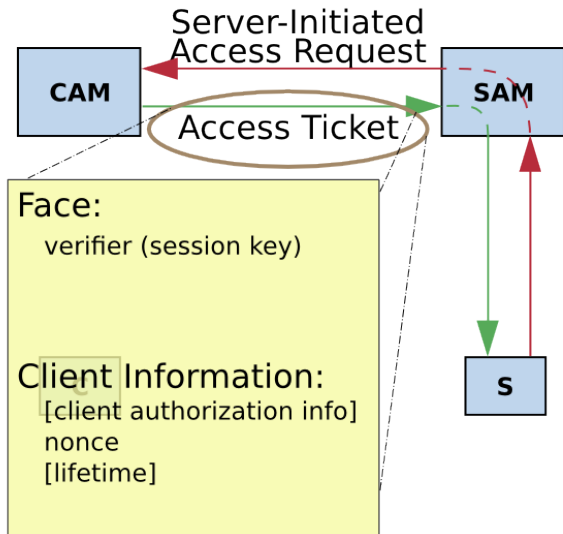 Server-Initiated
Access Request
CAM
SAM
Access Ticket
Face:
verifier (session key)
C
Client Information:
[client authorization info]
nonce
[lifetime]
S